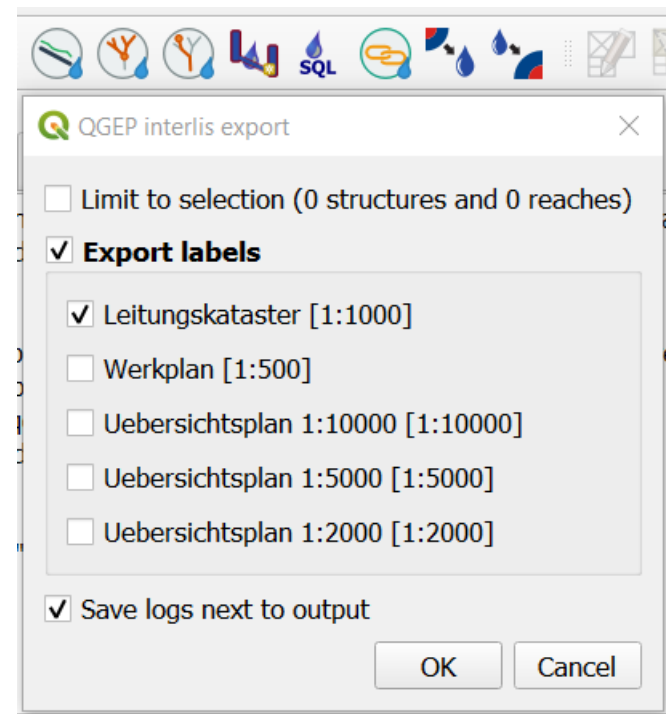 SQL
QGEP interlis export
Limit to selection (0 structures and 0 reaches)
Export labels
Leitungskataster [1:1000]
Werkplan [1:500]
Uebersichtsplan 1:10000 [1:10000]
Uebersichtsplan 1:5000 [1:5000]
Uebersichtsplan 1:2000 [1:2000]
Save logs next to output
OK Cancel